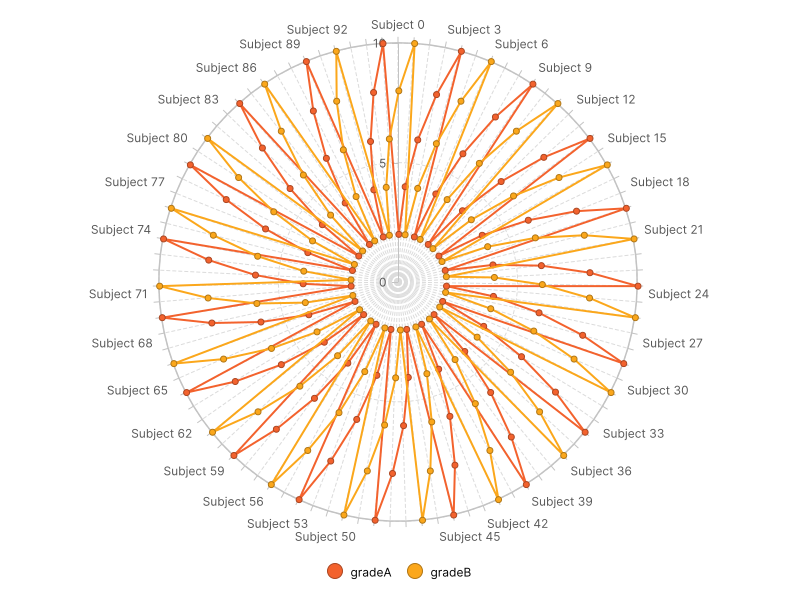 Subject 0
Subject 3
Subject 6
Subject 9
Subject 12
Subject 15
Subject 18
Subject 21
Subject 24
Subject 27
Subject 30
Subject 33
Subject 36
Subject 39
Subject 42
Subject 45
Subject 50
Subject 53
Subject 56
Subject 59
Subject 62
Subject 65
Subject 68
Subject 71
Subject 74
Subject 77
Subject 80
Subject 83
Subject 86
Subject 89
Subject 92
10
5
0
gradeA
gradeB